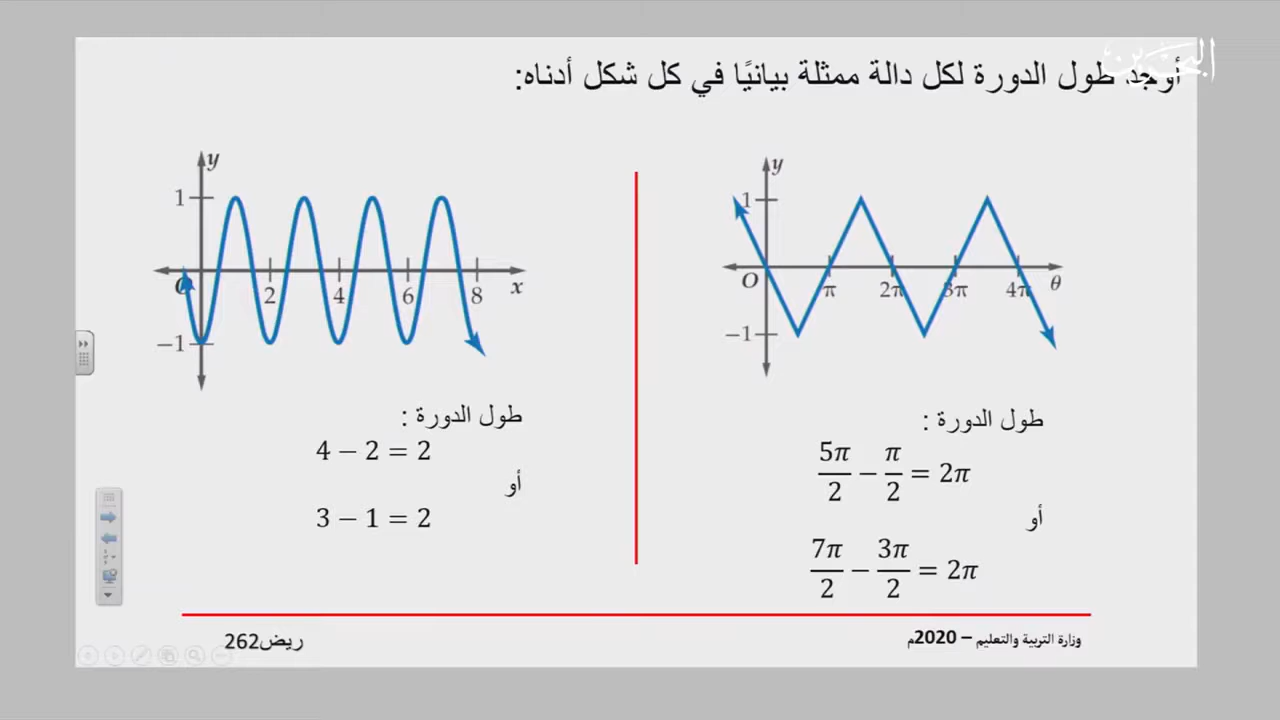 البحرين
أوجد طول الدورة لكل دالة ممثلة بيانيًا في كل شكل أدناه:
y
1
O
π
2π
3π
4π
θ
−1
طول الدورة :
5π/2 − π/2 = 2π
أو
7π/2 − 3π/2 = 2π
y
1
O
2
4
6
8
x
−1
طول الدورة :
4 − 2 = 2
أو
3 − 1 = 2
وزارة التربية والتعليم – 2020م
ريض262